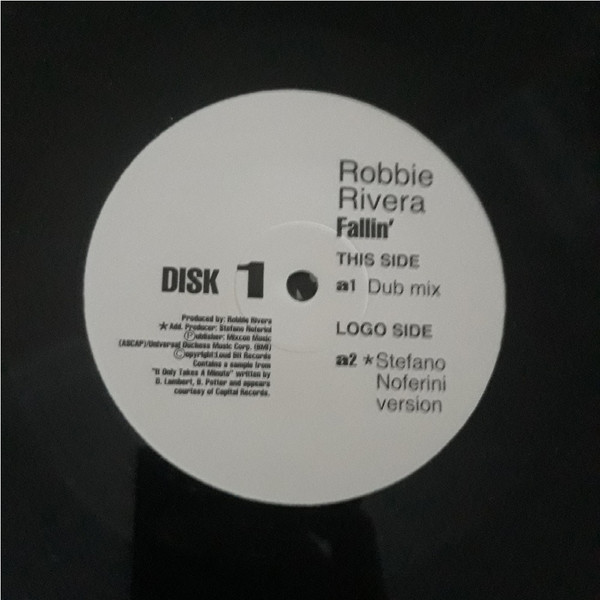 Robbie
Rivera
Fallin'
THIS SIDE
a1 Dub mix
LOGO SIDE
a2 *Stefano
Noferini
version
DISK 1
Produced by: Robbie Rivera
★ Add. Producer: Stefano Noferini
Ⓟublisher: Mixcon Music
(ASCAP)/Universal Duchess Music Corp. (BMI)
Ⓒopyright:Loud Bit Records
Contains a sample from
"It Only Takes A Minute" written by
D. Lambert, B. Potter and appears
courtesy of Capitol Records.